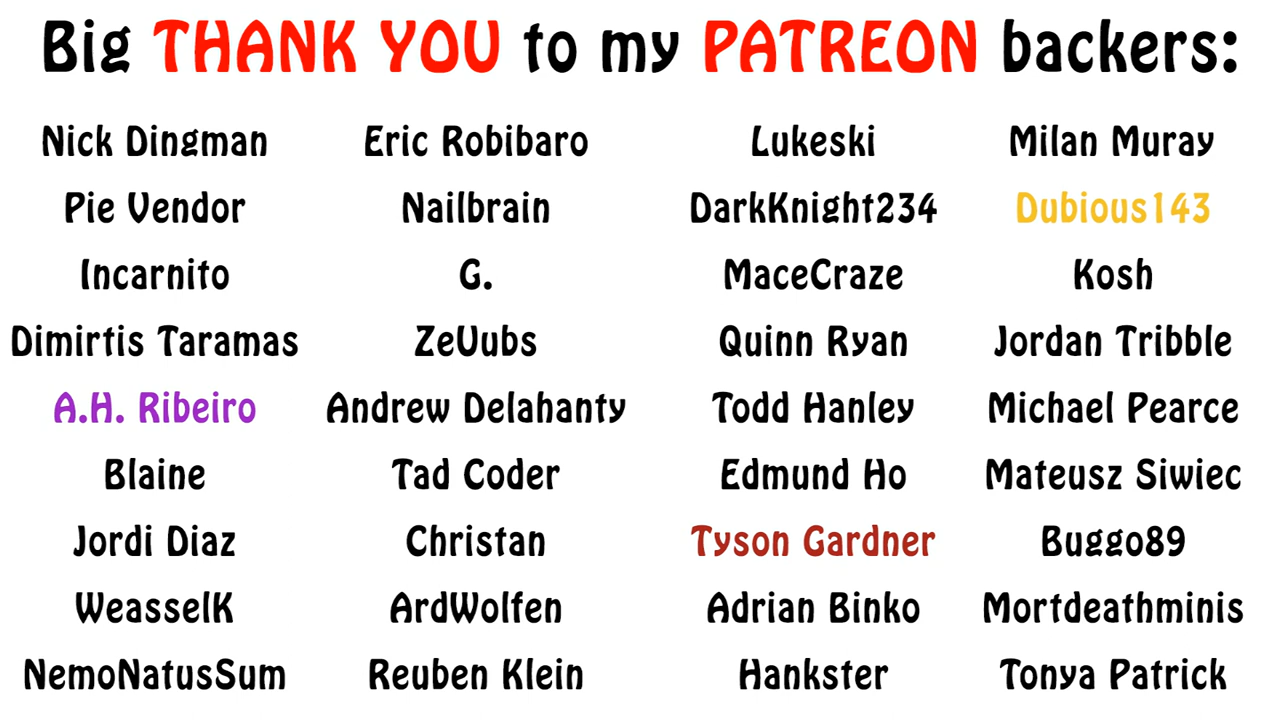 Big THANK YOU to my PATREON backers:
Nick Dingman Eric Robibaro Lukeski Milan Muray
Pie Vendor Nailbrain DarkKnight234 Dubious143
Incarnito G. MaceCraze Kosh
Dimirtis Taramas ZeVubs Quinn Ryan Jordan Tribble
A.H. Ribeiro Andrew Delahanty Todd Hanley Michael Pearce
Blaine Tad Coder Edmund Ho Mateusz Siwiec
Jordi Diaz Christan Tyson Gardner Buggo89
WeasselK ArdWolfen Adrian Binko Mortdeathminis
NemoNatusSum Reuben Klein Hankster Tonya Patrick